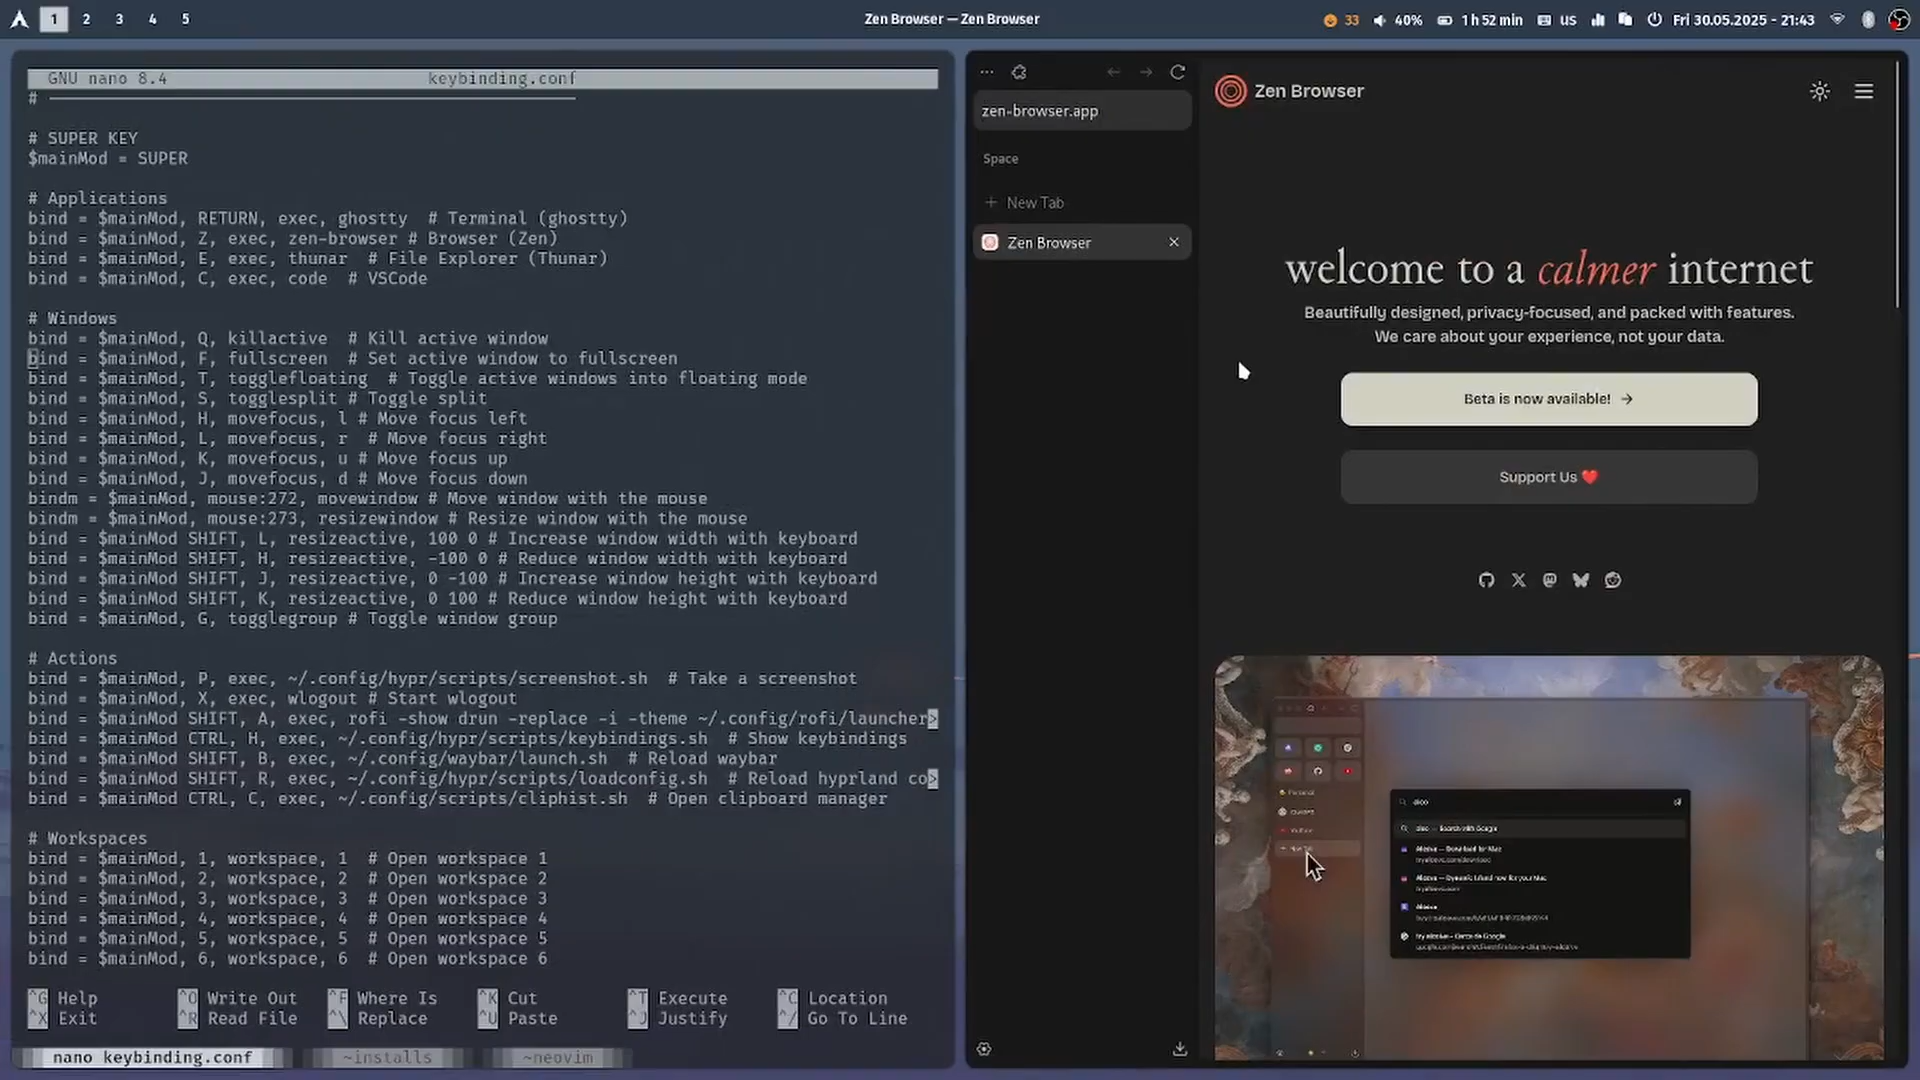 1 2 3 4 5
Zen Browser — Zen Browser
33 40% 1 h 52 min US Fri 30.05.2025 - 21:43
GNU nano 8.4 keybinding.conf
#
# SUPER KEY
$mainMod = SUPER
# Applications
bind = $mainMod, RETURN, exec, ghostty # Terminal (ghostty)
bind = $mainMod, Z, exec, zen-browser # Browser (Zen)
bind = $mainMod, E, exec, thunar # File Explorer (Thunar)
bind = $mainMod, C, exec, code # VSCode
# Windows
bind = $mainMod, Q, killactive # Kill active window
bind = $mainMod, F, fullscreen # Set active window to fullscreen
bind = $mainMod, T, togglefloating # Toggle active windows into floating mode
bind = $mainMod, S, togglesplit # Toggle split
bind = $mainMod, H, movefocus, l # Move focus left
bind = $mainMod, L, movefocus, r # Move focus right
bind = $mainMod, K, movefocus, u # Move focus up
bind = $mainMod, J, movefocus, d # Move focus down
bindm = $mainMod, mouse:272, movewindow # Move window with the mouse
bindm = $mainMod, mouse:273, resizewindow # Resize window with the mouse
bind = $mainMod SHIFT, L, resizeactive, 100 0 # Increase window width with keyboard
bind = $mainMod SHIFT, H, resizeactive, -100 0 # Reduce window width with keyboard
bind = $mainMod SHIFT, J, resizeactive, 0 -100 # Increase window height with keyboard
bind = $mainMod SHIFT, K, resizeactive, 0 100 # Reduce window height with keyboard
bind = $mainMod, G, togglegroup # Toggle window group
# Actions
bind = $mainMod, P, exec, ~/.config/hypr/scripts/screenshot.sh # Take a screenshot
bind = $mainMod, X, exec, wlogout # Start wlogout
bind = $mainMod SHIFT, A, exec, rofi -show drun -replace -i -theme ~/.config/rofi/launcher>
bind = $mainMod CTRL, H, exec, ~/.config/hypr/scripts/keybindings.sh # Show keybindings
bind = $mainMod SHIFT, B, exec, ~/.config/waybar/launch.sh # Reload waybar
bind = $mainMod SHIFT, R, exec, ~/.config/hypr/scripts/loadconfig.sh # Reload hyprland co>
bind = $mainMod CTRL, C, exec, ~/.config/scripts/cliphist.sh # Open clipboard manager
# Workspaces
bind = $mainMod, 1, workspace, 1 # Open workspace 1
bind = $mainMod, 2, workspace, 2 # Open workspace 2
bind = $mainMod, 3, workspace, 3 # Open workspace 3
bind = $mainMod, 4, workspace, 4 # Open workspace 4
bind = $mainMod, 5, workspace, 5 # Open workspace 5
bind = $mainMod, 6, workspace, 6 # Open workspace 6
^G Help ^O Write Out ^F Where Is ^K Cut ^T Execute ^C Location
^X Exit ^R Read File ^\ Replace ^U Paste ^J Justify ^/ Go To Line
nano keybinding.conf ~installs ~neovim
zen-browser.app
Space
New Tab
Zen Browser
Zen Browser
welcome to a calmer internet
Beautifully designed, privacy-focused, and packed with features.
We care about your experience, not your data.
Beta is now available! →
Support Us ❤️